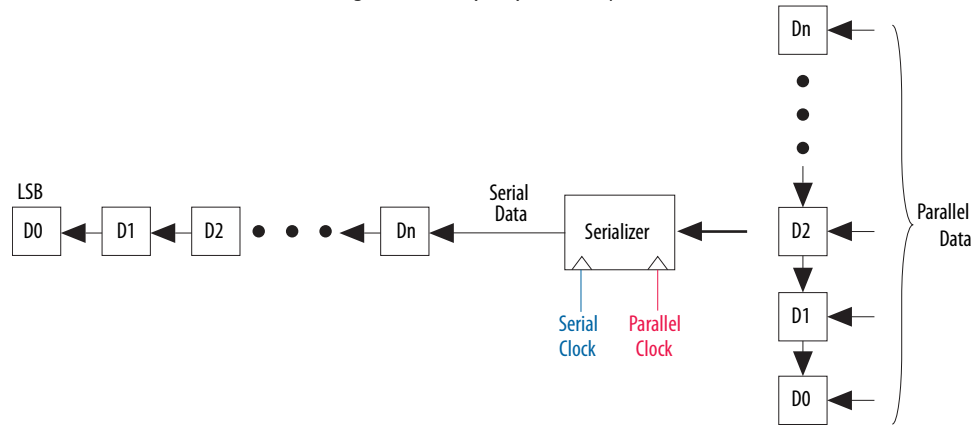 Dn
LSB
D0
D1
D2
Dn
Serial
Data
Serializer
Serial
Clock
Parallel
Clock
D2
D1
D0
Parallel
Data